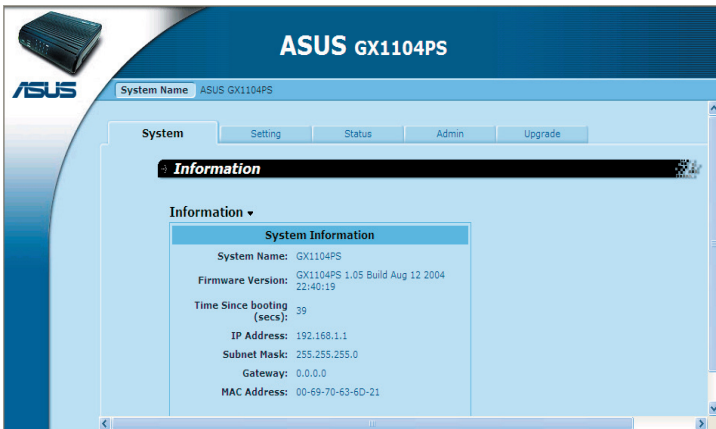 ASUS GX1104PS
ASUS
System Name ASUS GX1104PS
System Setting Status Admin Upgrade
Information
Information
System Information
System Name: GX1104PS
Firmware Version: GX1104PS 1.05 Build Aug 12 2004
22:40:19
Time Since booting
(secs): 39
IP Address: 192.168.1.1
Subnet Mask: 255.255.255.0
Gateway: 0.0.0.0
MAC Address: 00-69-70-63-6D-21